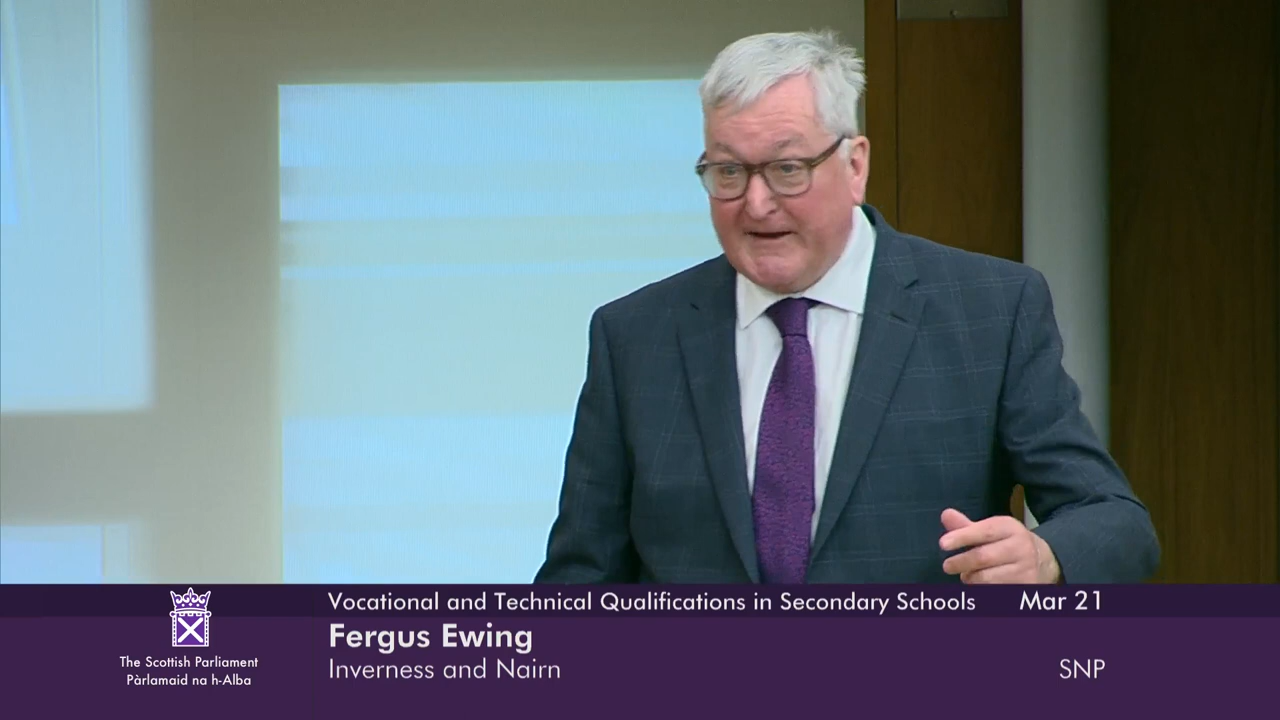 Vocational and Technical Qualifications in Secondary Schools Mar 21
Fergus Ewing
The Scottish Parliament
Pàrlamaid na h-Alba
Inverness and Nairn SNP